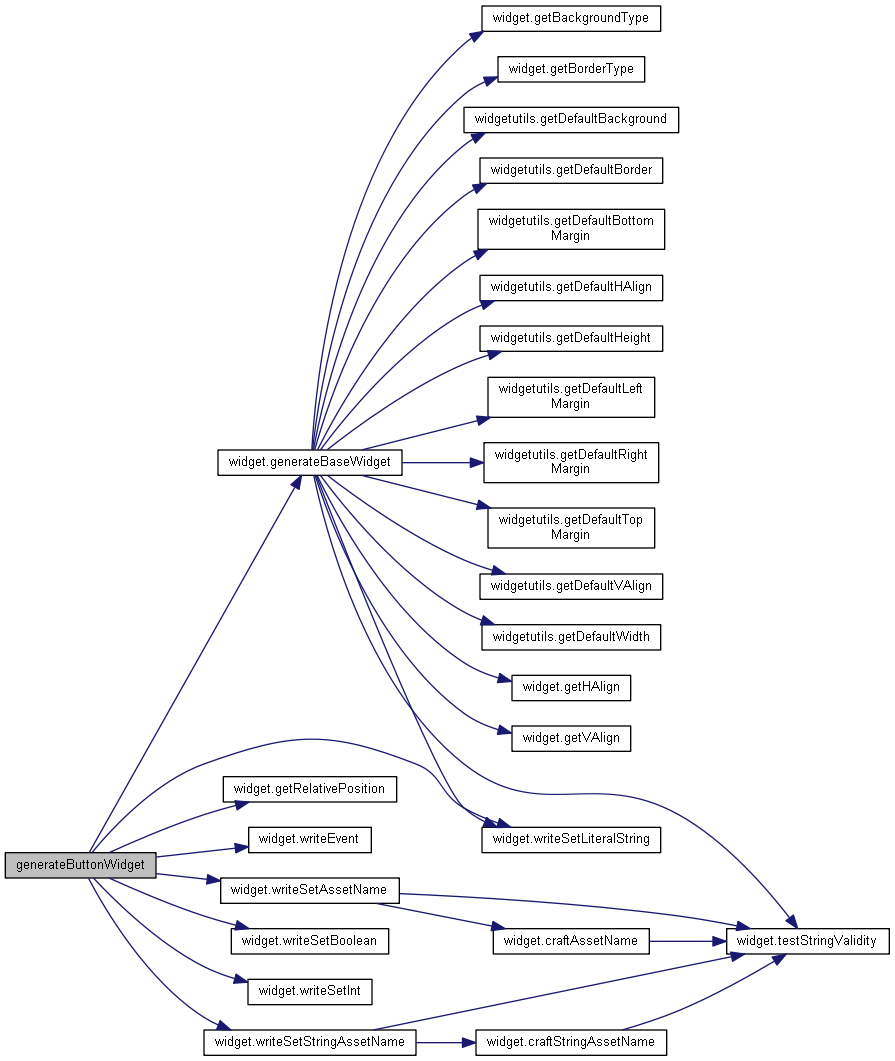 widget.getBackgroundType
widget.getBorderType
widgetutils.getDefaultBackground
widgetutils.getDefaultBorder
widgetutils.getDefaultBottom
Margin
widgetutils.getDefaultHAlign
widgetutils.getDefaultHeight
widgetutils.getDefaultLeft
Margin
widget.generateBaseWidget
widgetutils.getDefaultRight
Margin
widgetutils.getDefaultTop
Margin
widgetutils.getDefaultVAlign
widgetutils.getDefaultWidth
widget.getHAlign
widget.getVAlign
widget.getRelativePosition
widget.writeEvent
widget.writeSetLiteralString
generateButtonWidget
widget.writeSetAssetName
widget.writeSetBoolean
widget.craftAssetName
widget.testStringValidity
widget.writeSetInt
widget.writeSetStringAssetName
widget.craftStringAssetName